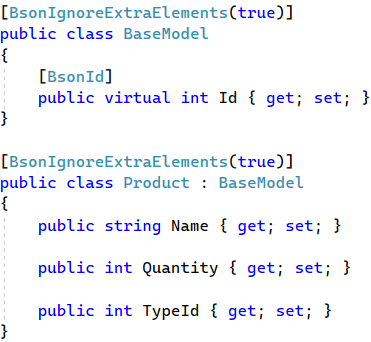 [BsonIgnoreExtraElements(true)]
public class BaseModel
{
    [BsonId]
    public virtual int Id { get; set; }
}

[BsonIgnoreExtraElements(true)]
public class Product : BaseModel
{
    public string Name { get; set; }

    public int Quantity { get; set; }

    public int TypeId { get; set; }
}